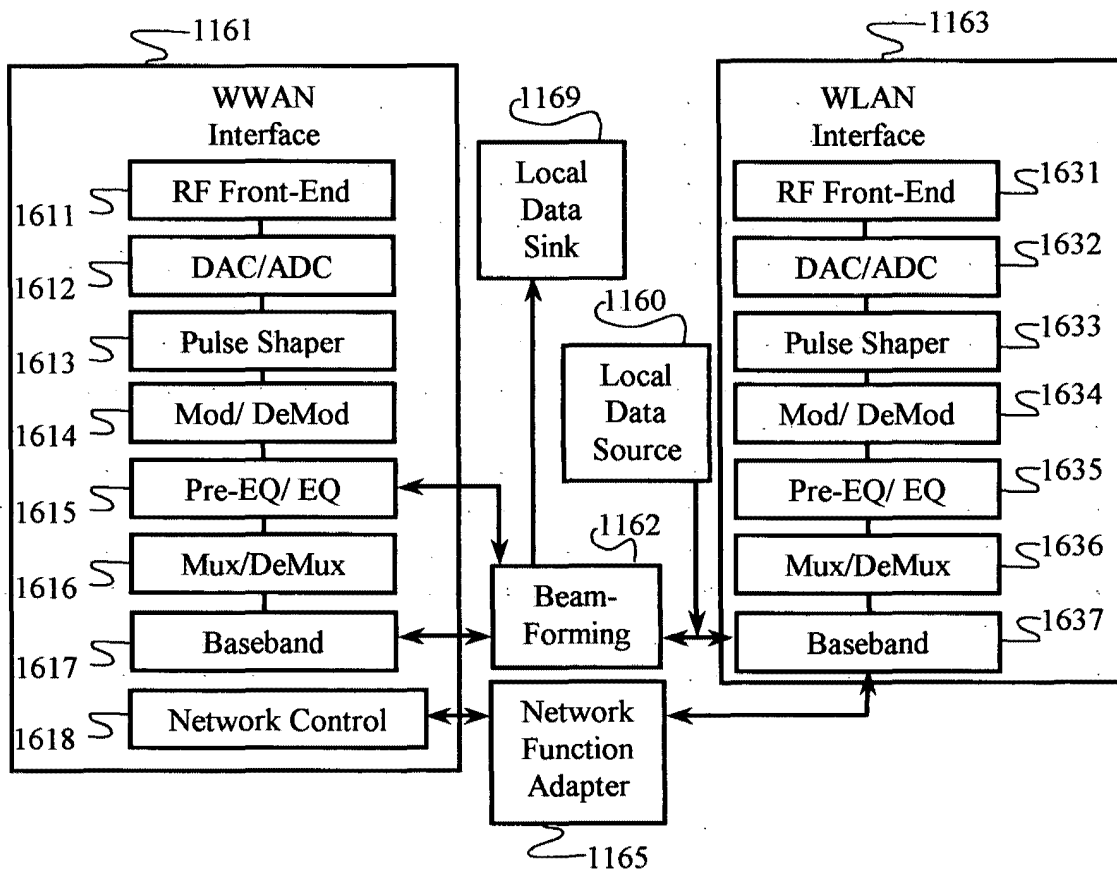 1161
WWAN
Interface
RF Front-End
1611
DAC/ADC
1612
Pulse Shaper
1613
Mod/ DeMod
1614
Pre-EQ/ EQ
1615
Mux/DeMux
1616
Baseband
1617
Network Control
1618
1169
Local
Data
Sink
1160
Local
Data
Source
1162
Beam-
Forming
Network
Function
Adapter
1165
1163
WLAN
Interface
RF Front-End
1631
DAC/ADC
1632
Pulse Shaper
1633
Mod/ DeMod
1634
Pre-EQ/ EQ
1635
Mux/DeMux
1636
Baseband
1637